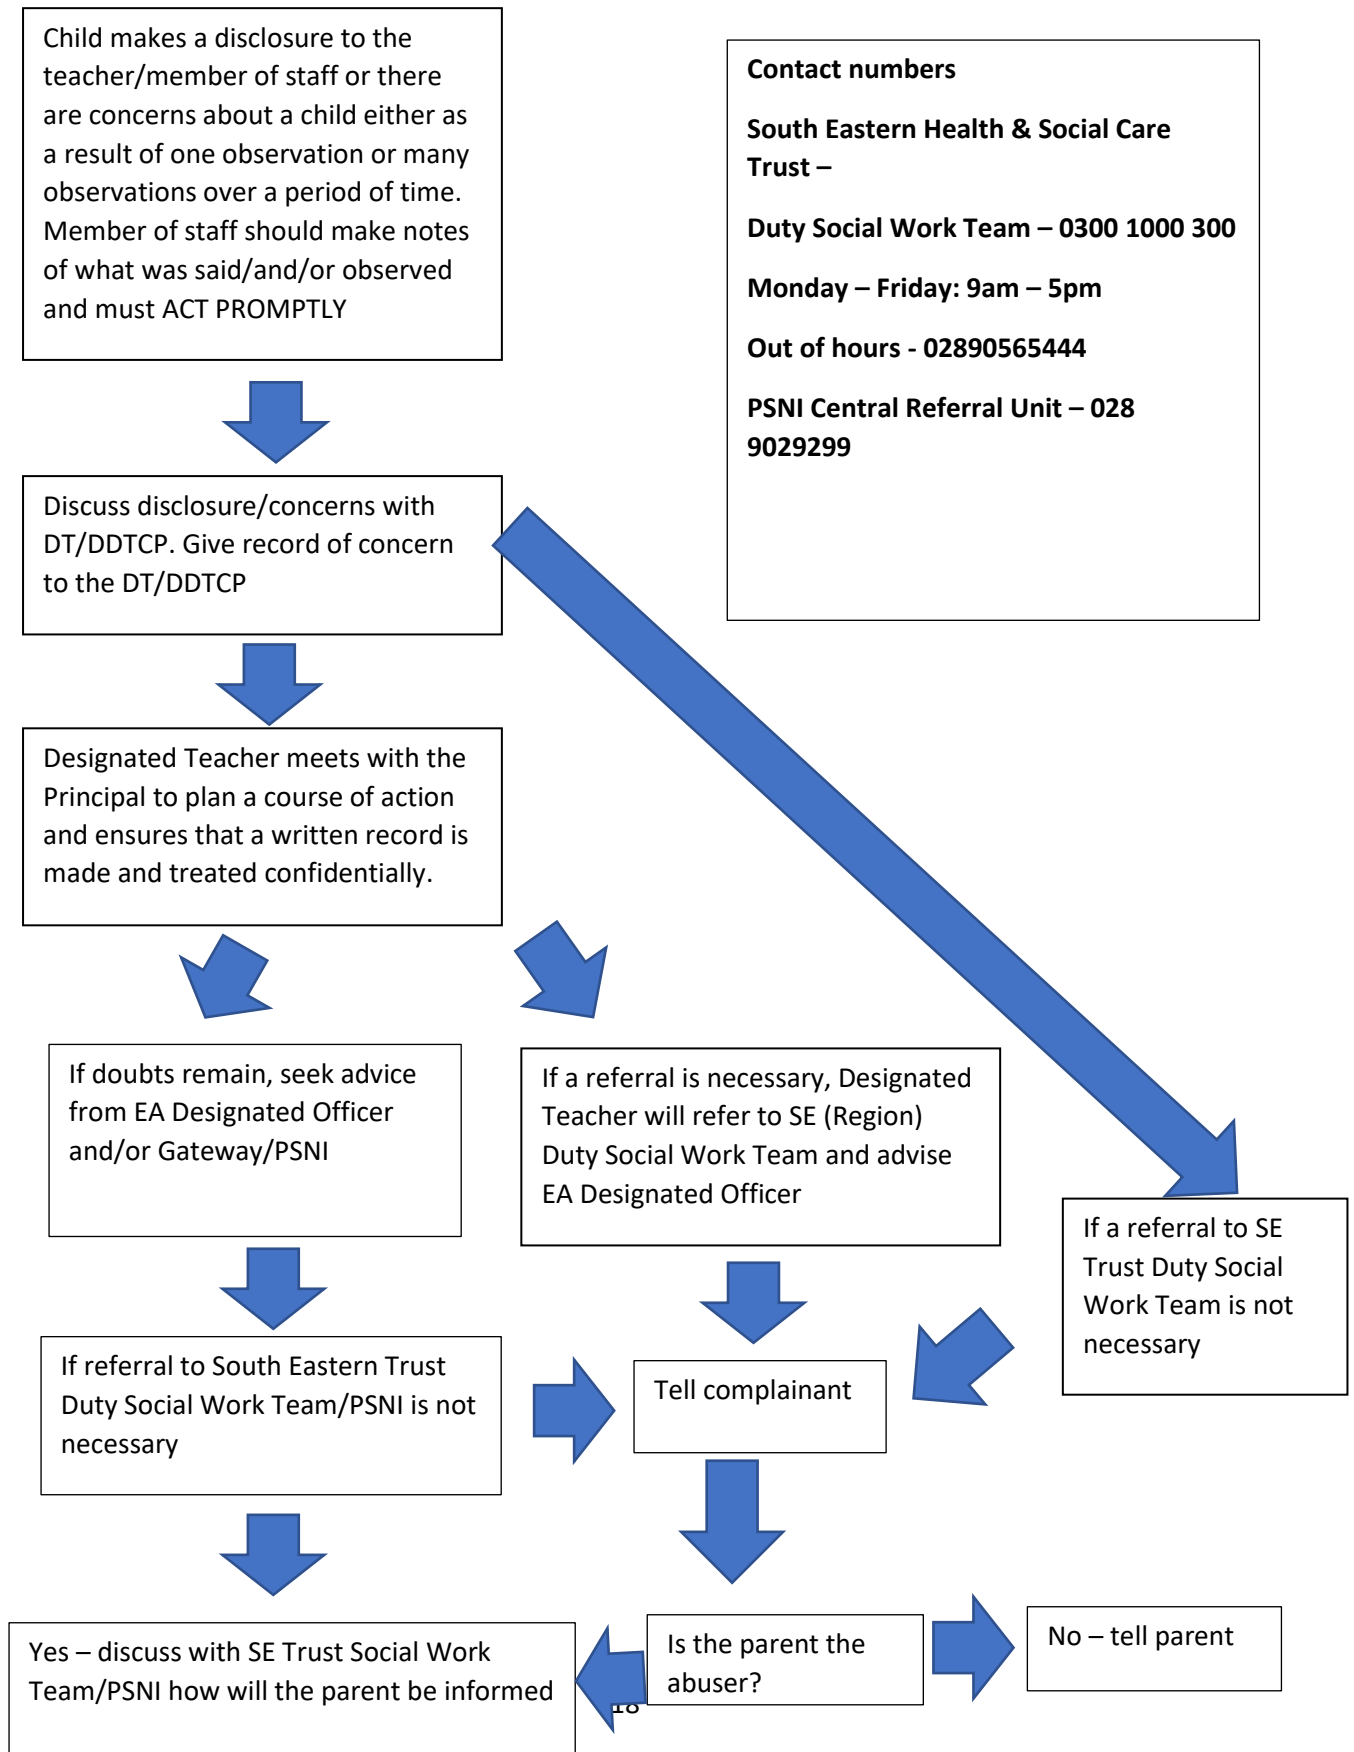 Child makes a disclosure to the
teacher/member of staff or there
are concerns about a child either as
a result of one observation or many
observations over a period of time.
Member of staff should make notes
of what was said/and/or observed
and must ACT PROMPTLY
Contact numbers
South Eastern Health & Social Care
Trust –
Duty Social Work Team – 0300 1000 300
Monday – Friday: 9am – 5pm
Out of hours - 02890565444
PSNI Central Referral Unit – 028
9029299
Discuss disclosure/concerns with
DT/DDTCP. Give record of concern
to the DT/DDTCP
Designated Teacher meets with the
Principal to plan a course of action
and ensures that a written record is
made and treated confidentially.
If doubts remain, seek advice
from EA Designated Officer
and/or Gateway/PSNI
If a referral is necessary, Designated
Teacher will refer to SE (Region)
Duty Social Work Team and advise
EA Designated Officer
If a referral to SE
Trust Duty Social
Work Team is not
necessary
If referral to South Eastern Trust
Duty Social Work Team/PSNI is not
necessary
Tell complainant
Yes – discuss with SE Trust Social Work
Team/PSNI how will the parent be informed
Is the parent the
abuser?
No – tell parent
18